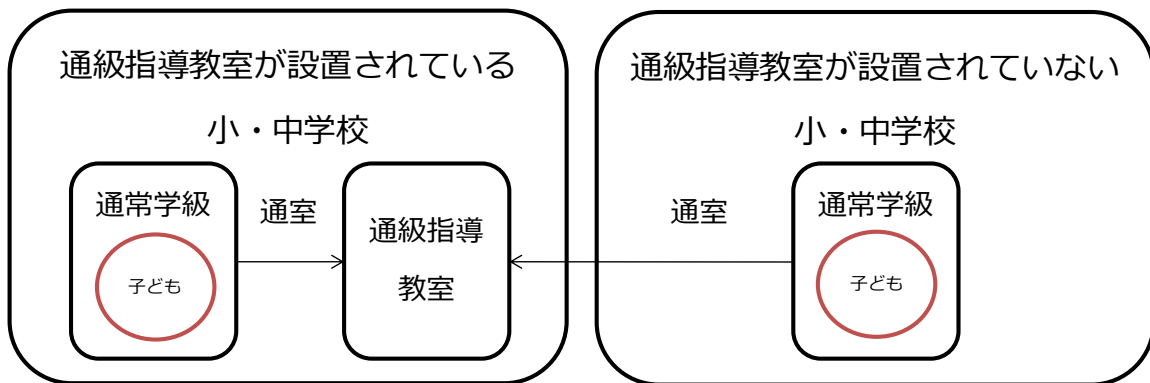 通級指導教室が設置されている
小・中学校
通常学級
子ども
通室
通級指導
教室
通級指導教室が設置されていない
小・中学校
通室
通常学級
子ども